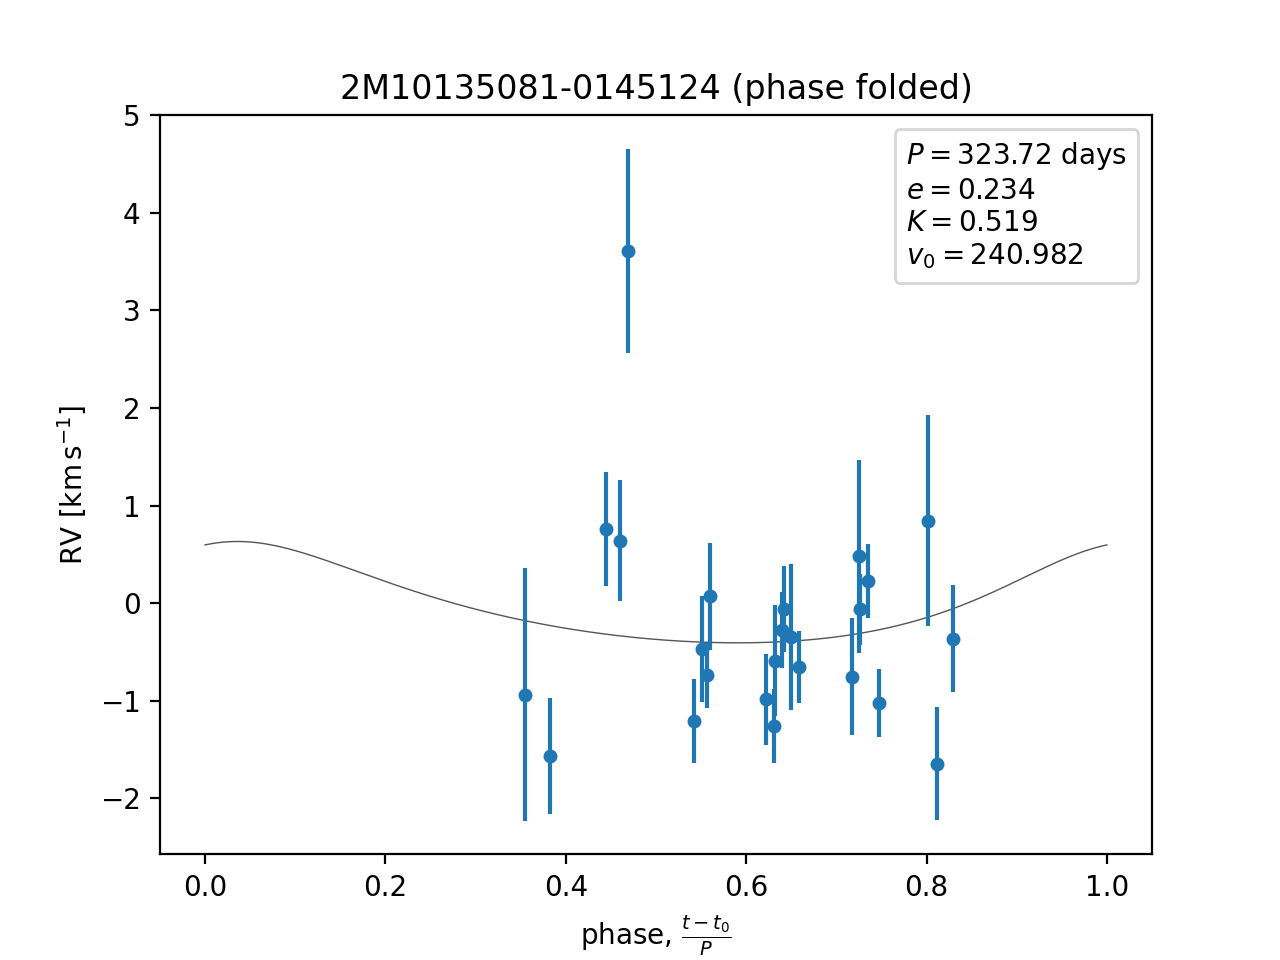 2M10135081-0145124 (phase folded)
P = 323.72 days
e = 0.234
K = 0.519
v₀ = 240.982
5
4
3
2
1
0
−1
−2
RV [km s⁻¹]
0.0 0.2 0.4 0.6 0.8 1.0
phase, (t − t₀)/P